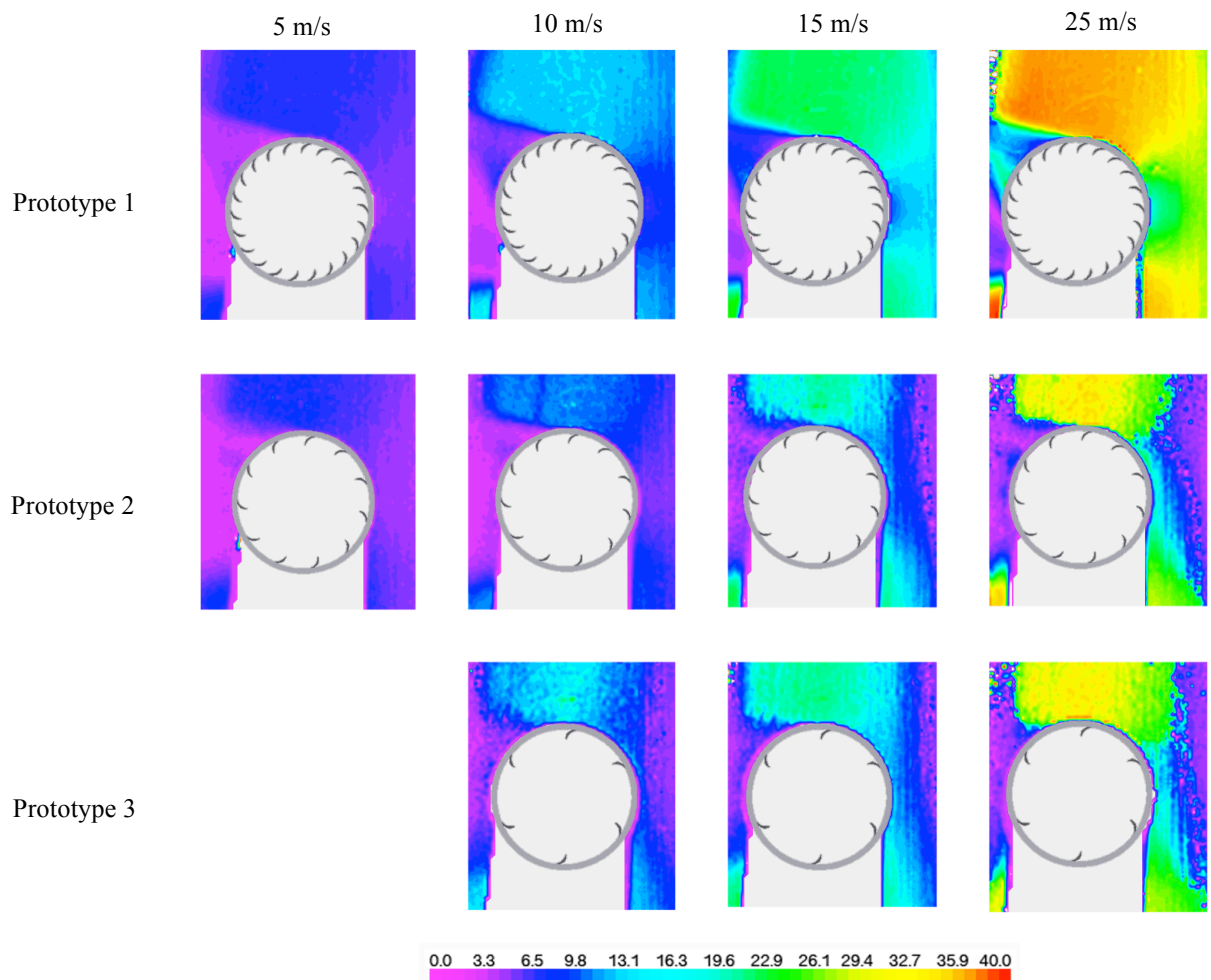 5 m/s 10 m/s 15 m/s 25 m/s
Prototype 1
Prototype 2
Prototype 3
0.0 3.3 6.5 9.8 13.1 16.3 19.6 22.9 26.1 29.4 32.7 35.9 40.0